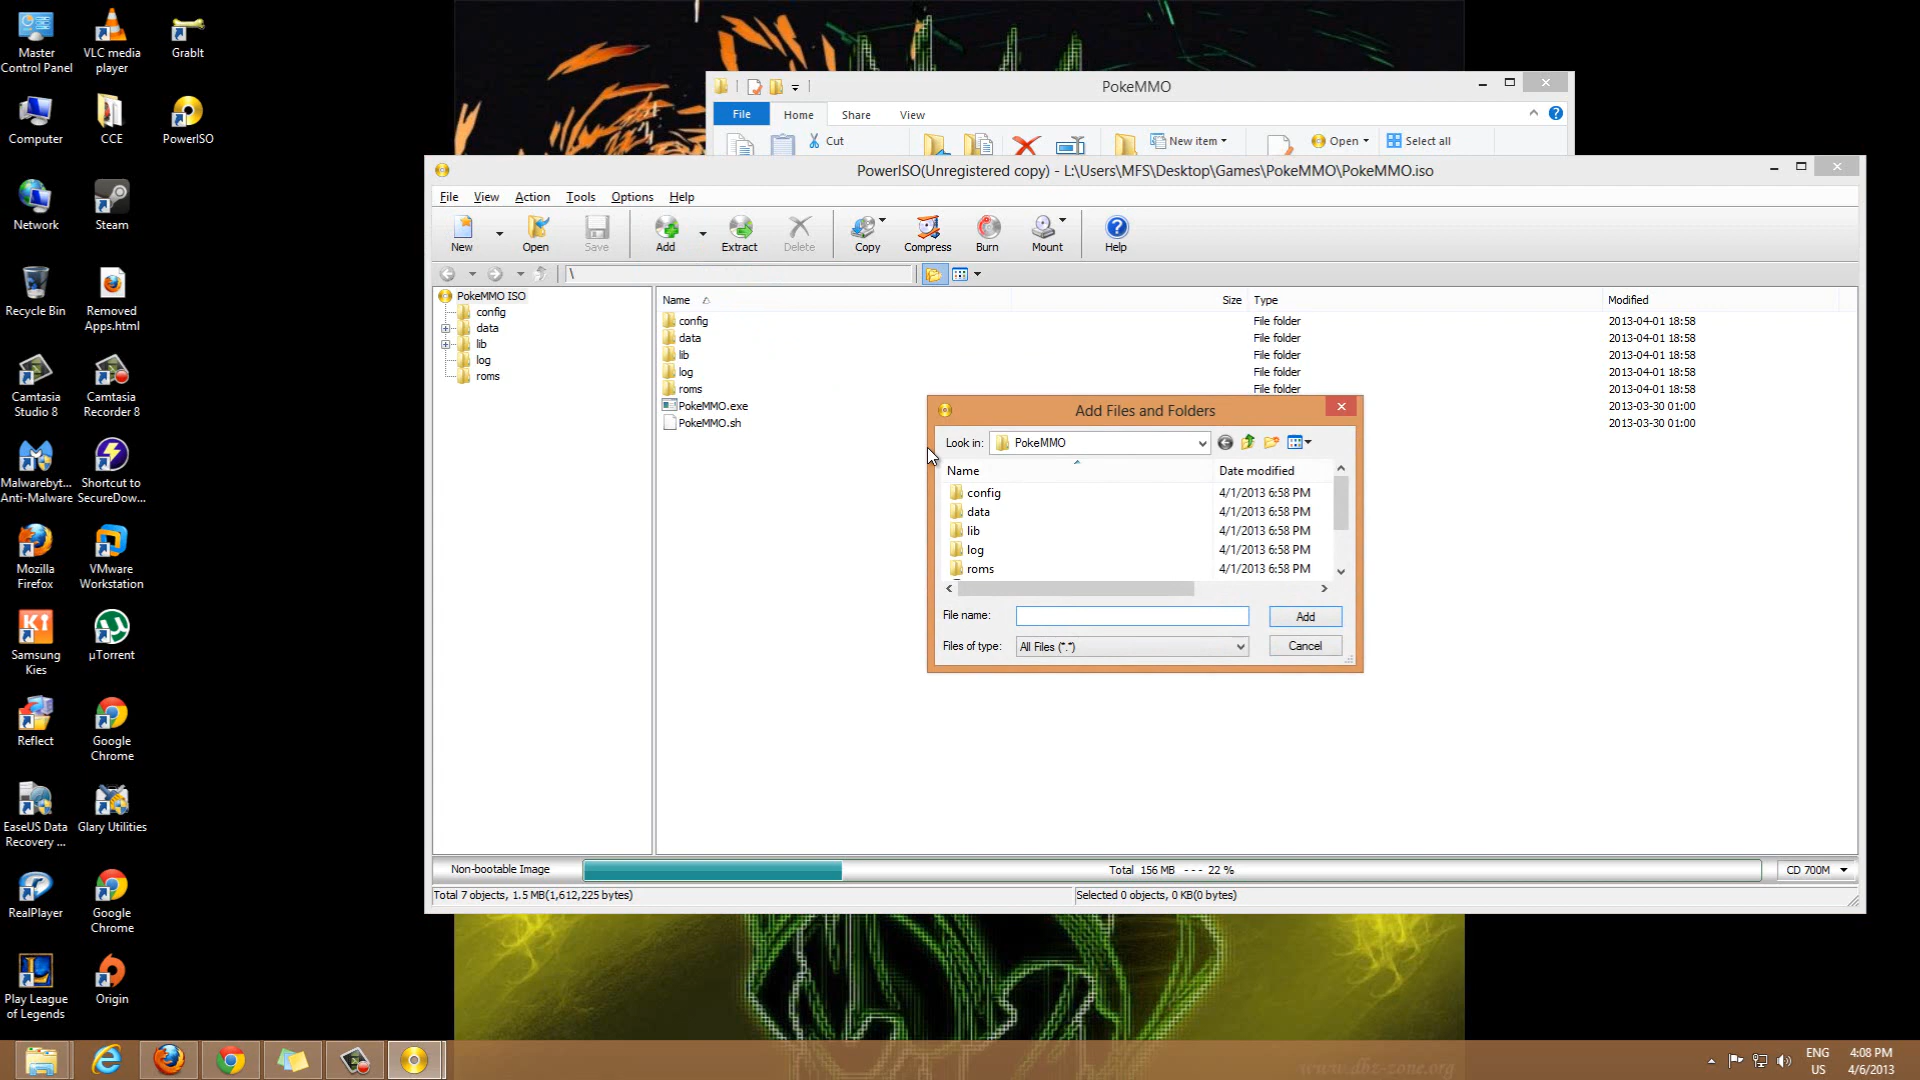 Master
Control Panel
VLC media
player
GrabIt
Computer
CCE
PowerISO
Network
Steam
Recycle Bin
Removed
Apps.html
Camtasia
Studio 8
Camtasia
Recorder 8
Malwarebyt...
Anti-Malware
Shortcut to
SecureDow...
Mozilla
Firefox
VMware
Workstation
Samsung
Kies
µTorrent
Reflect
Google
Chrome
EaseUS Data
Recovery ...
Glary Utilities
RealPlayer
Google
Chrome
Play League
of Legends
Origin
PokeMMO
File Home Share View
Cut
New item
Open
Select all
PowerISO(Unregistered copy) - L:\Users\MFS\Desktop\Games\PokeMMO\PokeMMO.iso
File View Action Tools Options Help
New Open Save Add Extract Delete Copy Compress Burn Mount Help
\
PokeMMO ISO
config
data
lib
log
roms
Name Size Type Modified
config File folder 2013-04-01 18:58
data File folder 2013-04-01 18:58
lib File folder 2013-04-01 18:58
log File folder 2013-04-01 18:58
roms File folder 2013-04-01 18:58
PokeMMO.exe 2013-03-30 01:00
PokeMMO.sh 2013-03-30 01:00
Add Files and Folders
Look in: PokeMMO
Name Date modified
config 4/1/2013 6:58 PM
data 4/1/2013 6:58 PM
lib 4/1/2013 6:58 PM
log 4/1/2013 6:58 PM
roms 4/1/2013 6:58 PM
File name: Add
Files of type: All Files (*.*) Cancel
Non-bootable Image Total 156 MB --- 22 % CD 700M
Total 7 objects, 1.5 MB(1,612,225 bytes) Selected 0 objects, 0 KB(0 bytes)
www.dbz-zone.org
ENG
US
4:08 PM
4/6/2013